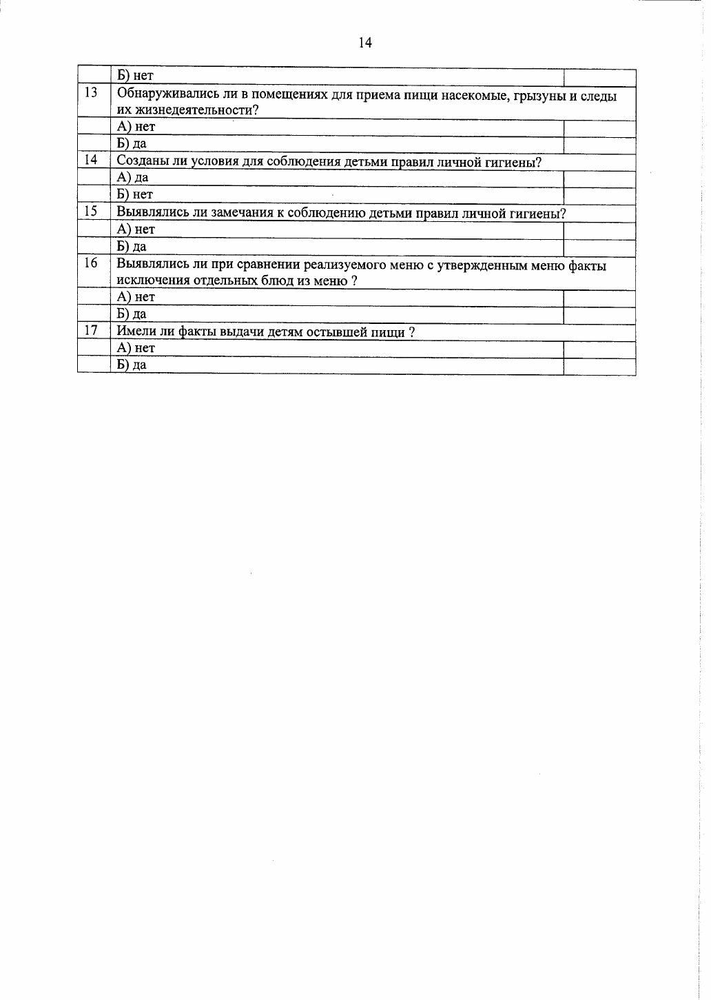 14
Б) нет
13 Обнаруживались ли в помещениях для приема пищи насекомые, грызуны и следы
их жизнедеятельности?
А) нет
Б) да
14 Созданы ли условия для соблюдения детьми правил личной гигиены?
А) да
Б) нет
15 Выявлялись ли замечания к соблюдению детьми правил личной гигиены?
А) нет
Б) да
16 Выявлялись ли при сравнении реализуемого меню с утвержденным меню факты
исключения отдельных блюд из меню ?
А) нет
Б) да
17 Имели ли факты выдачи детям остывшей пищи ?
А) нет
Б) да